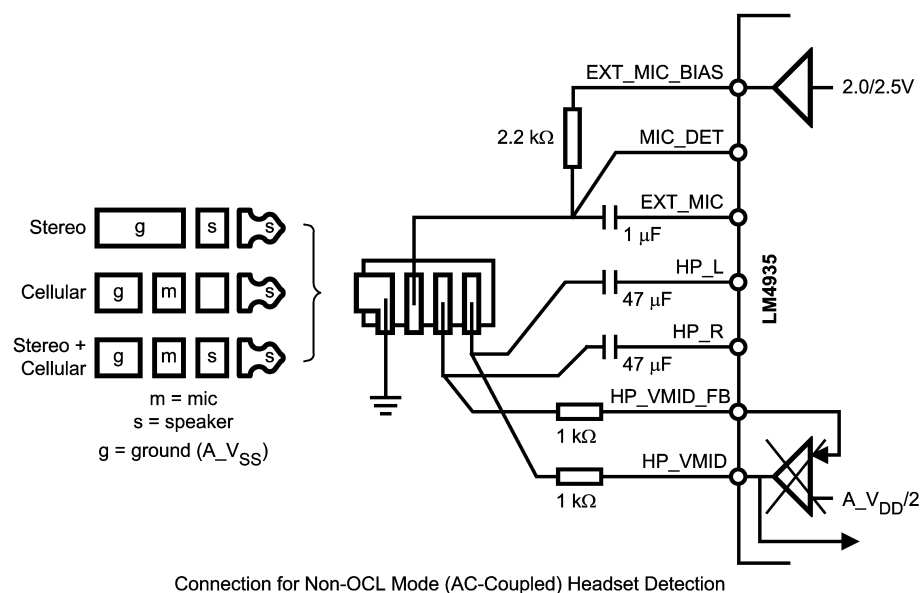 EXT_MIC_BIAS
2.0/2.5V
2.2 kΩ
MIC_DET
EXT_MIC
1 μF
Stereo g s s
Cellular g m s
Stereo +
Cellular g m s s
m = mic
s = speaker
g = ground (A_VSS)
HP_L
47 μF
LM4935
HP_R
47 μF
HP_VMID_FB
1 kΩ
HP_VMID
1 kΩ
A_VDD/2
Connection for Non-OCL Mode (AC-Coupled) Headset Detection